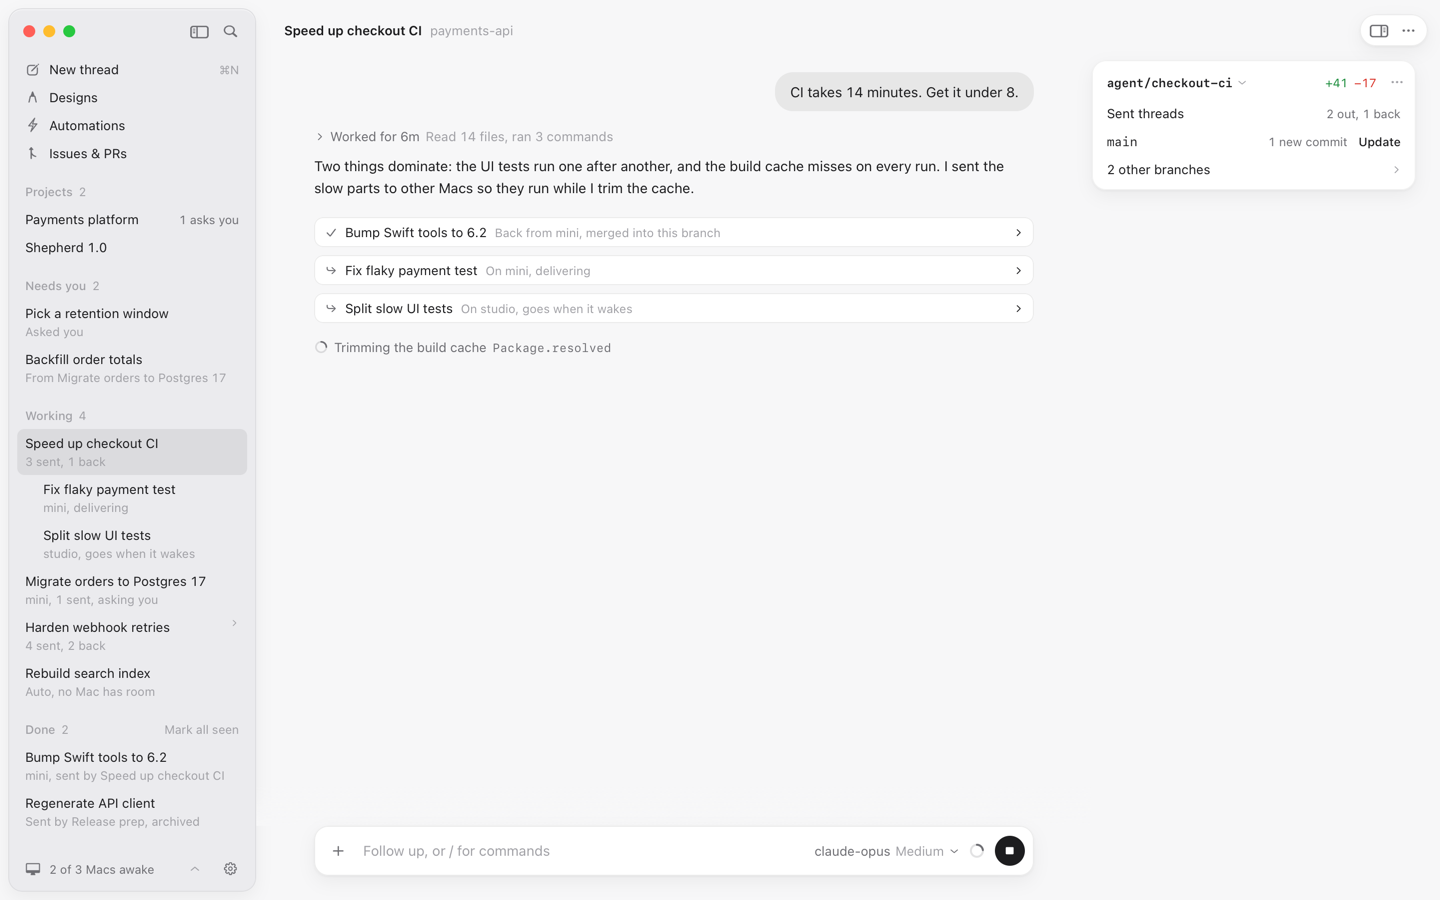 Speed up checkout CI payments-api
New thread ⌘N
Designs
Automations
Issues & PRs
Projects 2
Payments platform 1 asks you
Shepherd 1.0
Needs you 2
Pick a retention window
Asked you
Backfill order totals
From Migrate orders to Postgres 17
Working 4
Speed up checkout CI
3 sent, 1 back
Fix flaky payment test
mini, delivering
Split slow UI tests
studio, goes when it wakes
Migrate orders to Postgres 17
mini, 1 sent, asking you
Harden webhook retries
4 sent, 2 back
Rebuild search index
Auto, no Mac has room
Done 2 Mark all seen
Bump Swift tools to 6.2
mini, sent by Speed up checkout CI
Regenerate API client
Sent by Release prep, archived
2 of 3 Macs awake
CI takes 14 minutes. Get it under 8.
Worked for 6m Read 14 files, ran 3 commands
Two things dominate: the UI tests run one after another, and the build cache misses on every run. I sent the
slow parts to other Macs so they run while I trim the cache.
Bump Swift tools to 6.2 Back from mini, merged into this branch
Fix flaky payment test On mini, delivering
Split slow UI tests On studio, goes when it wakes
Trimming the build cache Package.resolved
Follow up, or / for commands
claude-opus Medium
agent/checkout-ci +41 −17
Sent threads 2 out, 1 back
main 1 new commit Update
2 other branches